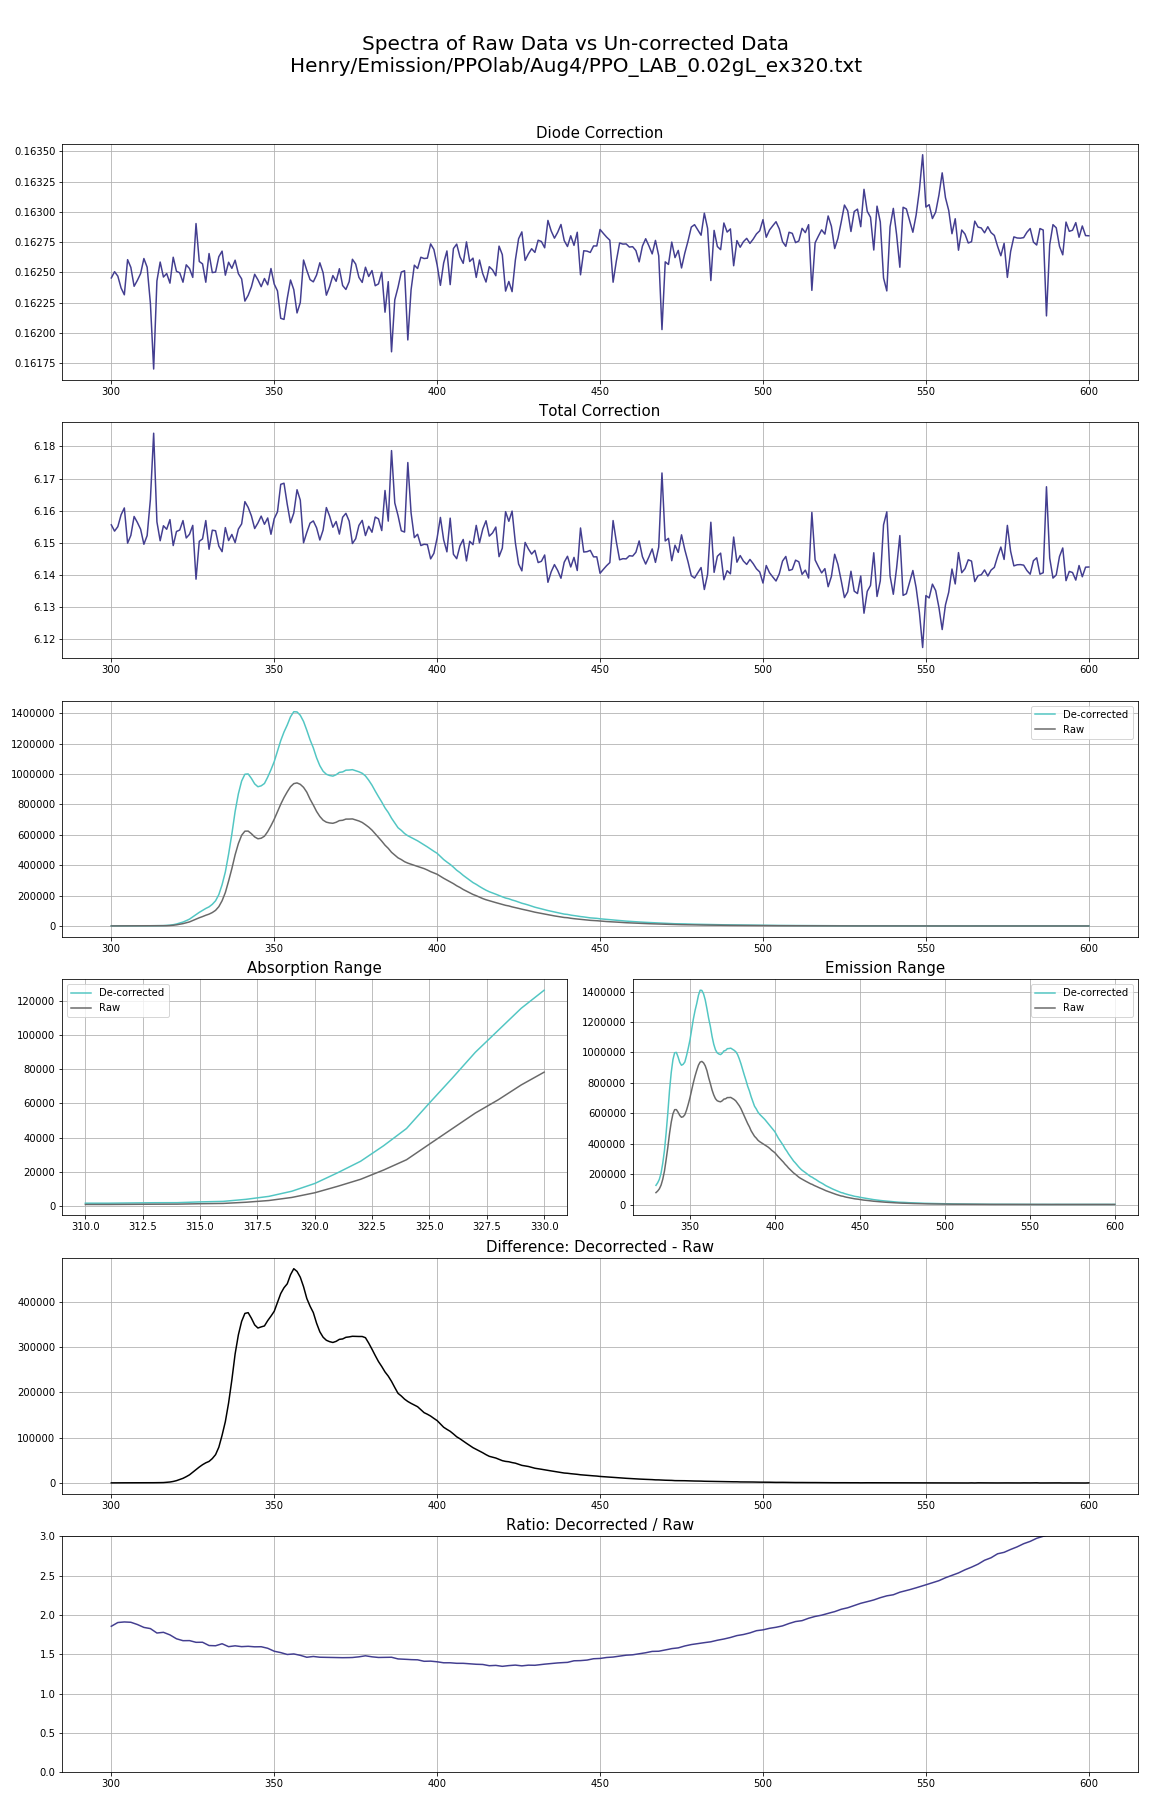 Spectra of Raw Data vs Un-corrected Data
Henry/Emission/PPOlab/Aug4/PPO_LAB_0.02gL_ex320.txt
Diode Correction
0.16350
0.16325
0.16300
0.16275
0.16250
0.16225
0.16200
0.16175
300 350 400 450 500 550 600
Total Correction
6.18
6.17
6.16
6.15
6.14
6.13
6.12
300 350 400 450 500 550 600
1400000
1200000
1000000
800000
600000
400000
200000
0
De-corrected
Raw
300 350 400 450 500 550 600
Absorption Range
120000
100000
80000
60000
40000
20000
0
De-corrected
Raw
310.0 312.5 315.0 317.5 320.0 322.5 325.0 327.5 330.0
Emission Range
1400000
1200000
1000000
800000
600000
400000
200000
0
De-corrected
Raw
350 400 450 500 550 600
Difference: Decorrected - Raw
400000
300000
200000
100000
0
300 350 400 450 500 550 600
Ratio: Decorrected / Raw
3.0
2.5
2.0
1.5
1.0
0.5
0.0
300 350 400 450 500 550 600